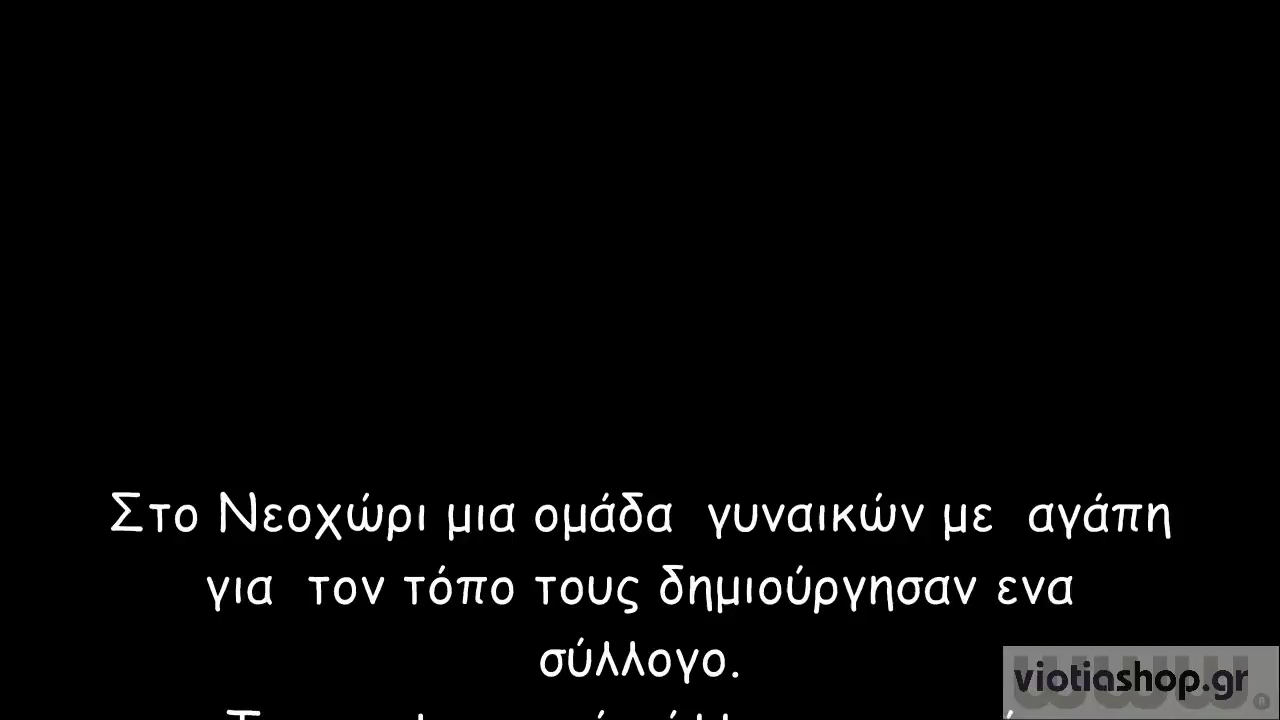 Στο Νεοχώρι μια ομάδα γυναικών με αγάπη
για τον τόπο τους δημιούργησαν ενα
σύλλογο.
viotiashop.gr